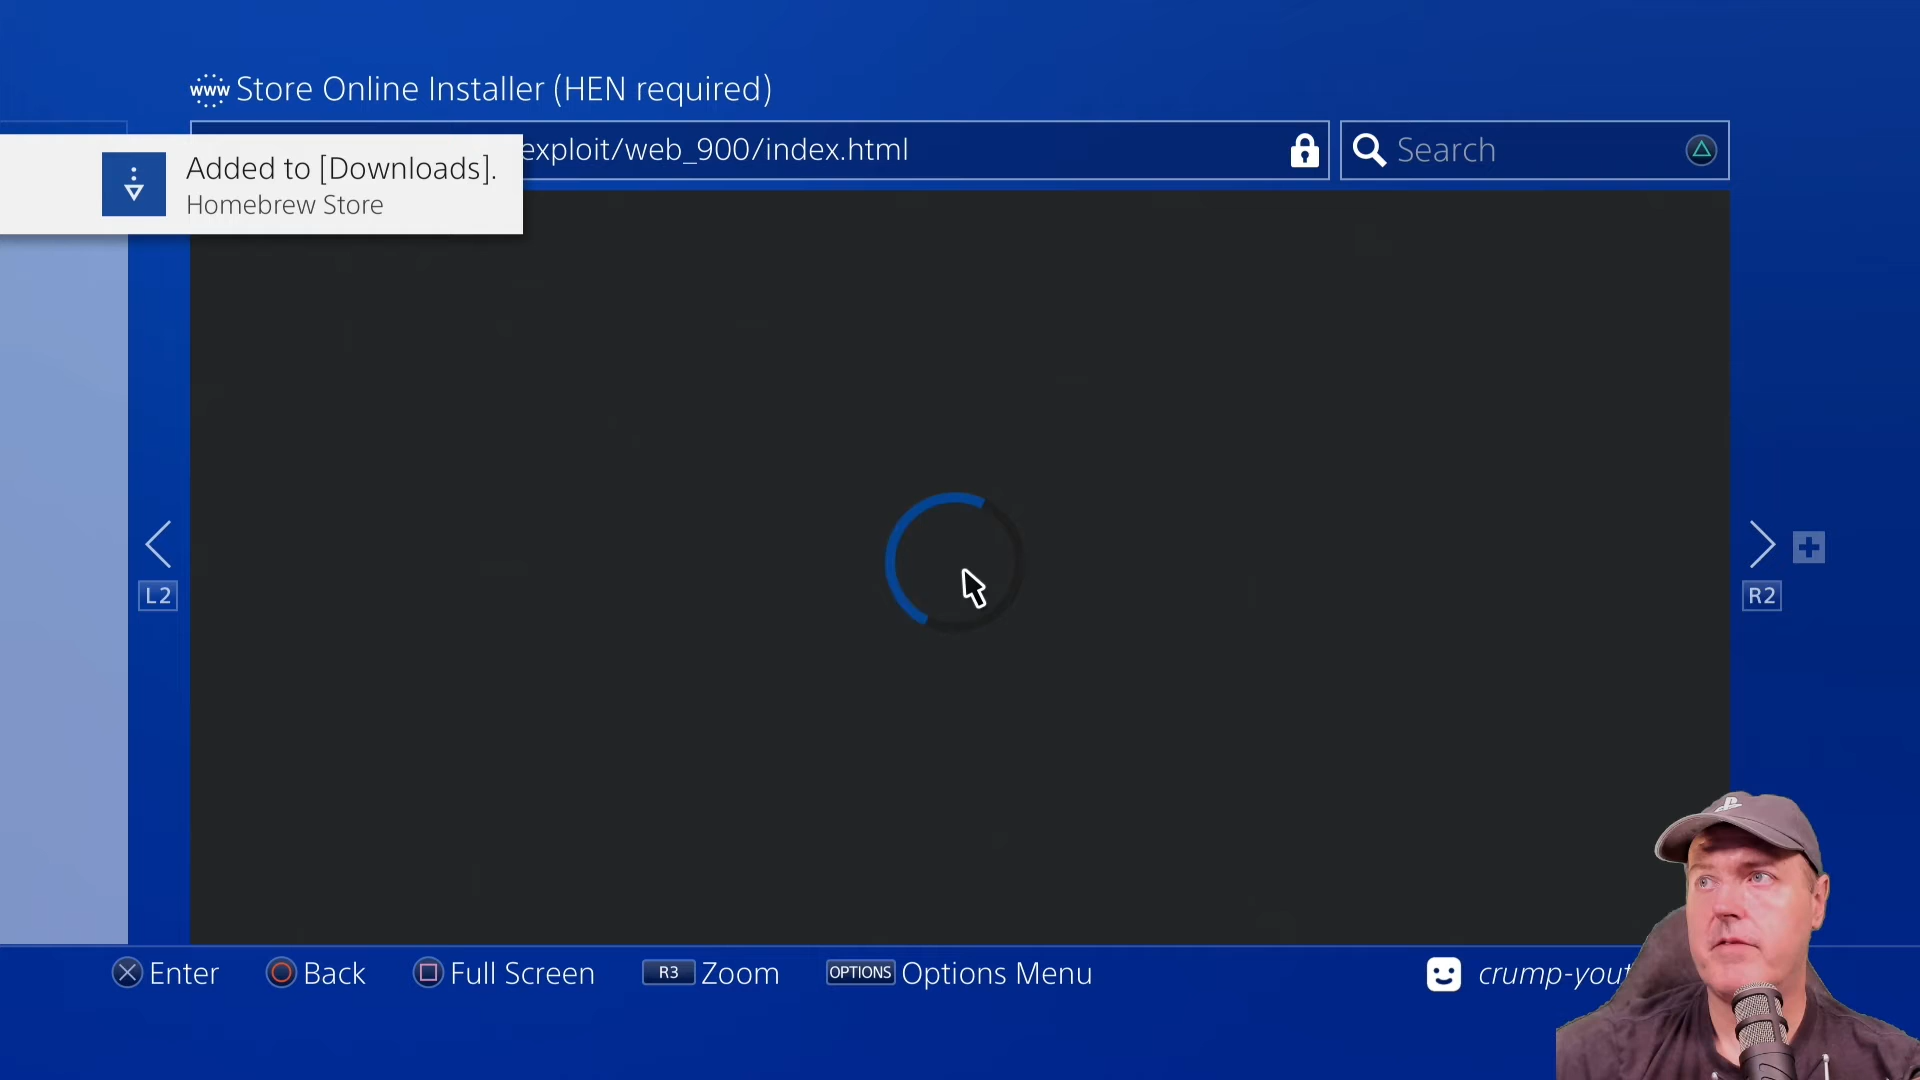 www Store Online Installer (HEN required)
exploit/web_900/index.html
Search
Added to [Downloads].
Homebrew Store
L2
R2
Enter
Back
Full Screen
R3 Zoom
OPTIONS Options Menu
crump-yout